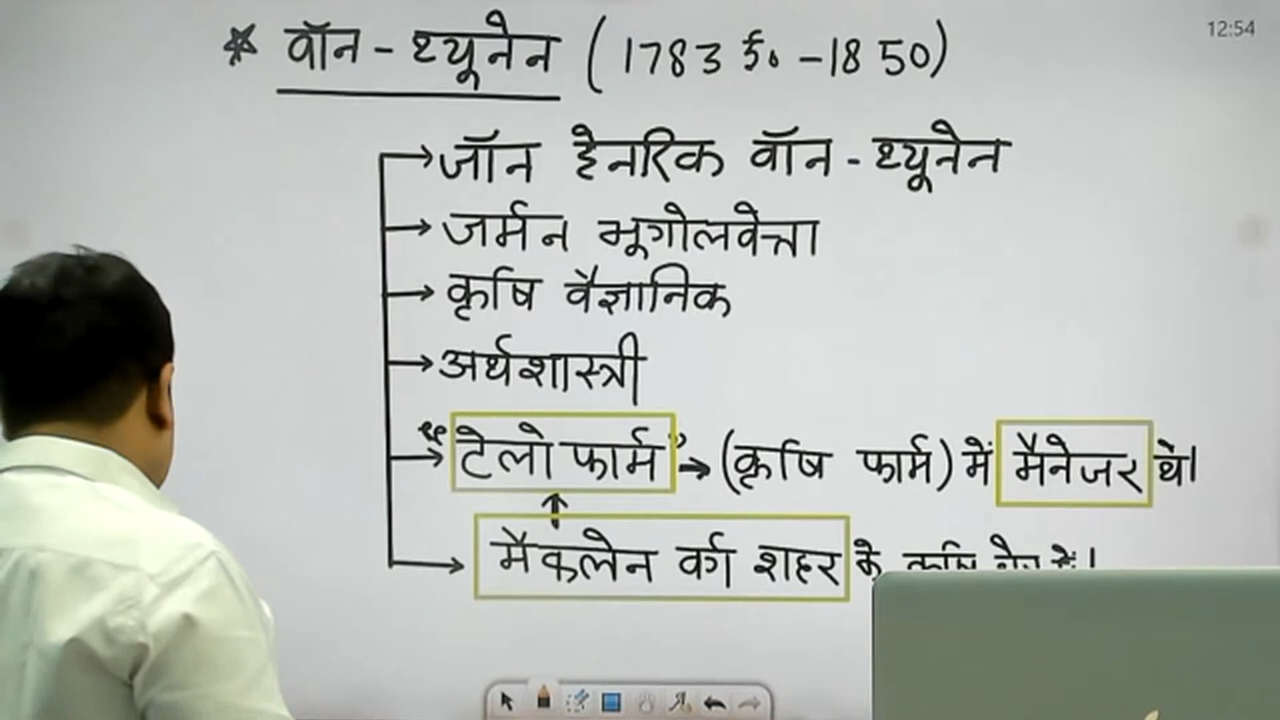 12:54
* वॉन - थ्यूनेन ( 1783 ई० - 1850 )
→ जॉन हेनरिक वॉन - थ्यूनेन
→ जर्मन भूगोलवेत्ता
→ कृषि वैज्ञानिक
→ अर्थशास्त्री
→ "टेलो फार्म" → (कृषि फार्म) में मैनेजर थे।
→ मैकलेन वर्ग शहर के कृषि